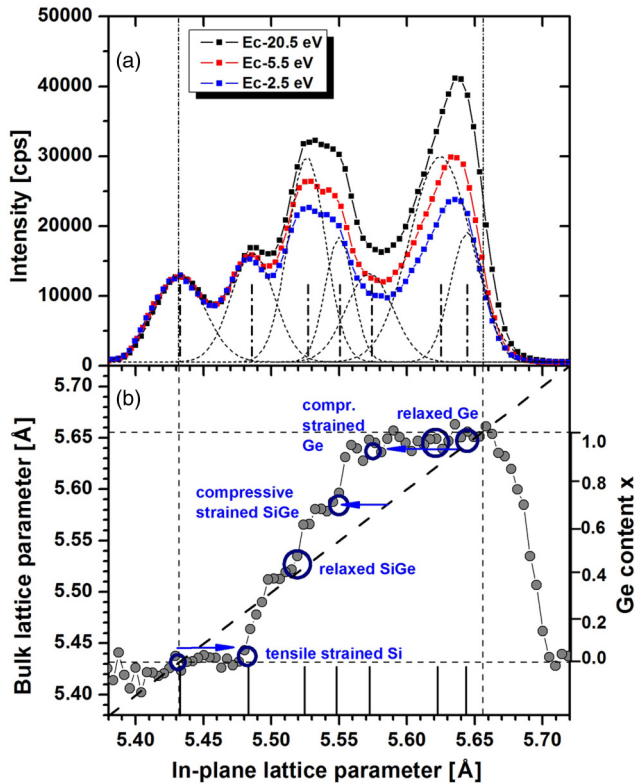 50000
40000
30000
20000
10000
0
Intensity [cps]
(a)
Ec-20.5 eV
Ec-5.5 eV
Ec-2.5 eV
(b)
5.70
5.65
5.60
5.55
5.50
5.45
5.40
Bulk lattice parameter [Å]
compr.
strained
Ge
relaxed Ge
compressive
strained SiGe
relaxed SiGe
tensile strained Si
1.0
0.8
0.6
0.4
0.2
0.0
Ge content x
5.40 5.45 5.50 5.55 5.60 5.65 5.70
In-plane lattice parameter [Å]